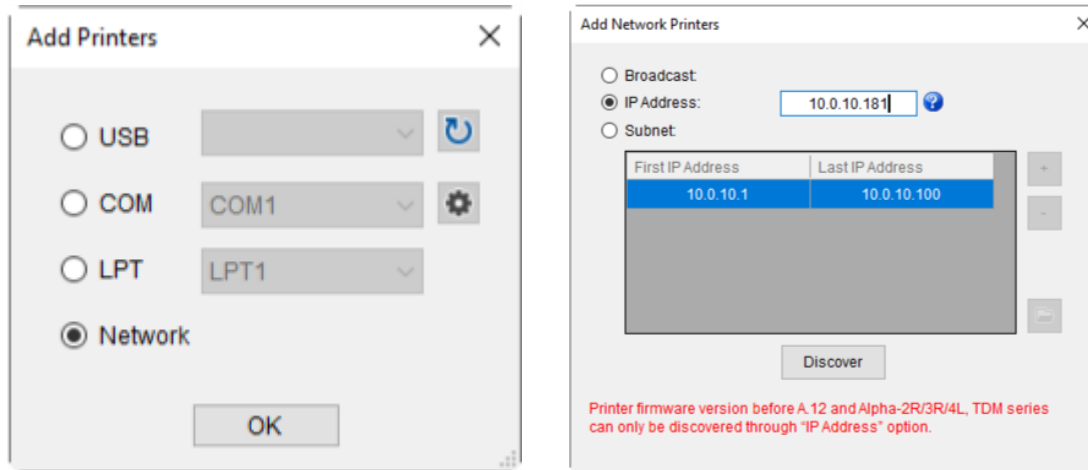 Add Printers
USB
COM COM1
LPT LPT1
Network
OK
Add Network Printers
Broadcast:
IP Address: 10.0.10.181
Subnet:
First IP Address Last IP Address
10.0.10.1 10.0.10.100
+
-
Discover
Printer firmware version before A.12 and Alpha-2R/3R/4L, TDM series
can only be discovered through "IP Address" option.